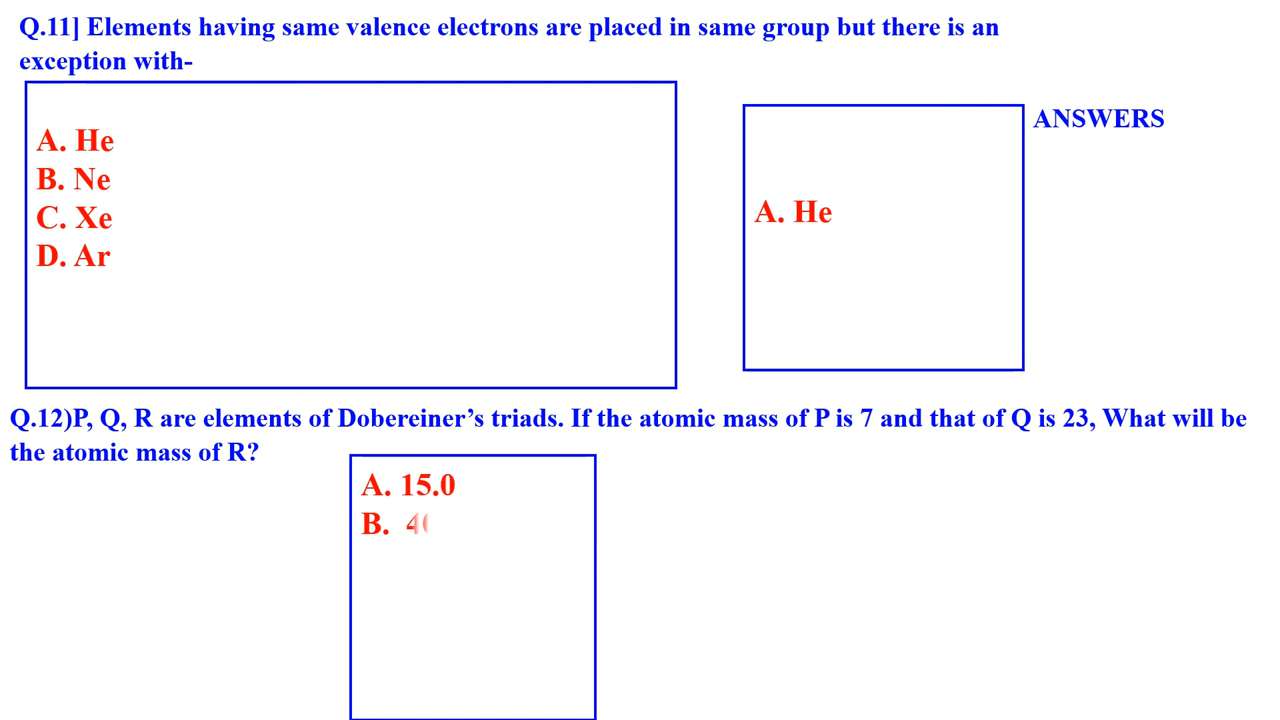 Q.11] Elements having same valence electrons are placed in same group but there is an
exception with-
A. He
B. Ne
C. Xe
D. Ar
ANSWERS
A. He
Q.12)P, Q, R are elements of Dobereiner’s triads. If the atomic mass of P is 7 and that of Q is 23, What will be
the atomic mass of R?
A. 15.0
B.